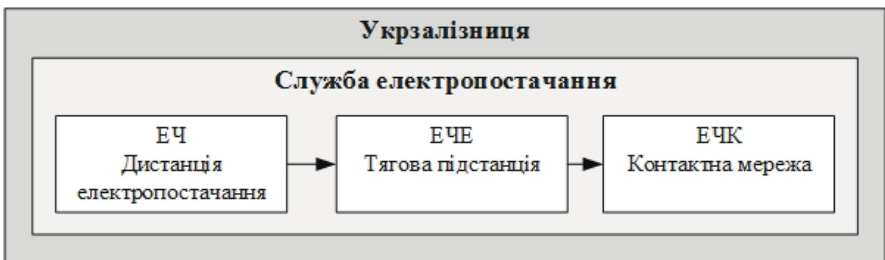 Укрзалізниця
Служба електропостачання
ЕЧ
Дистанція
електропостачання
ЕЧЕ
Тягова підстанція
ЕЧК
Контактна мережа